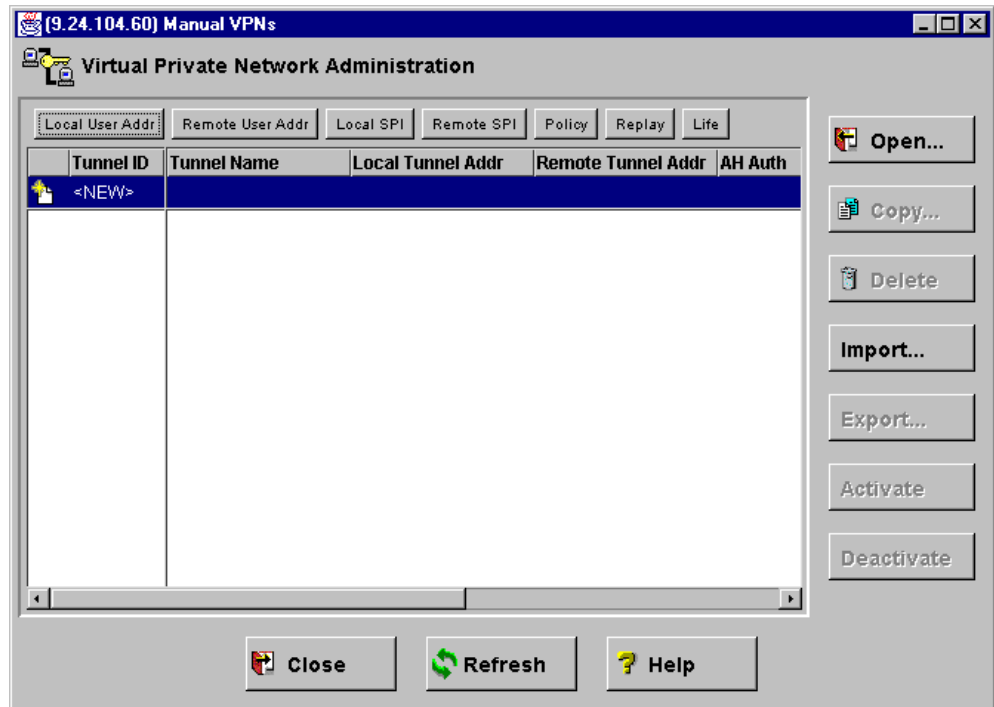 (9.24.104.60) Manual VPNs
Virtual Private Network Administration
Local User Addr Remote User Addr Local SPI Remote SPI Policy Replay Life
Tunnel ID Tunnel Name Local Tunnel Addr Remote Tunnel Addr AH Auth
<NEW>
Open...
Copy...
Delete
Import...
Export...
Activate
Deactivate
Close Refresh Help